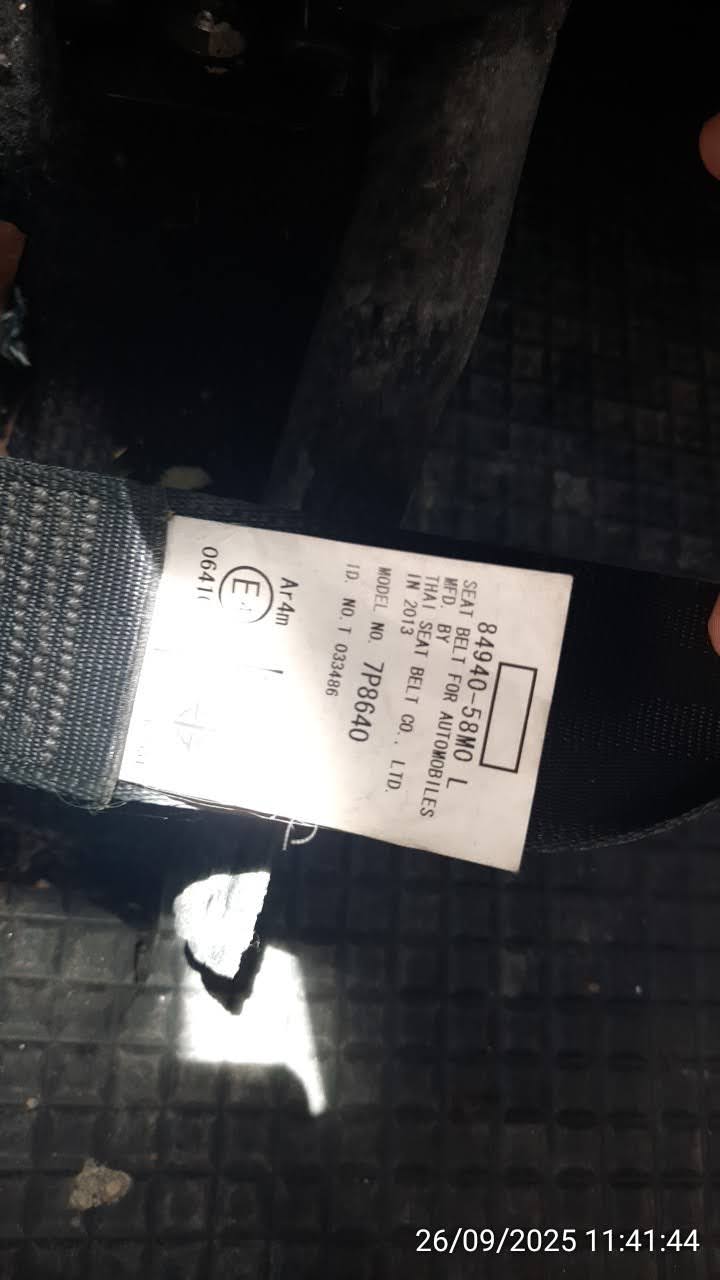 84940-58M0 L
SEAT BELT FOR AUTOMOBILES
MFD. BY
THAI SEAT BELT CO., LTD.
IN 2013
MODEL NO. 7P8640
ID. NO. T 033486
Ar4m
E4
26/09/2025 11:41:44